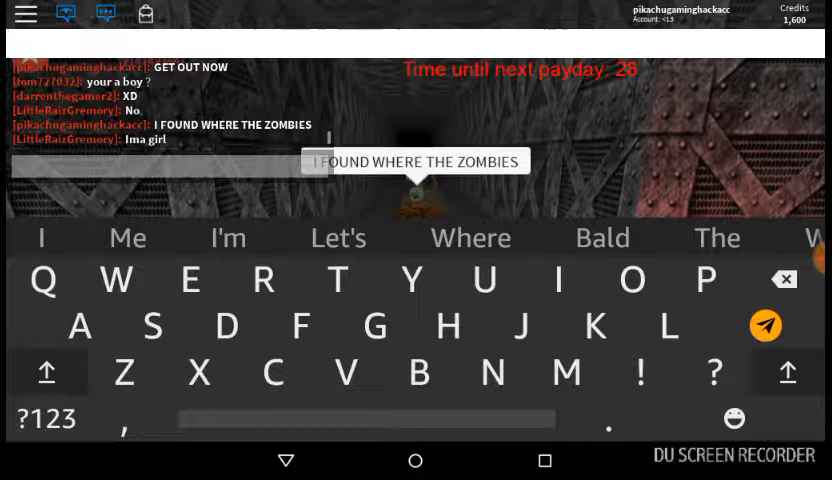 pikachugaminghackacc
Account: <13
Credits
1,600
Time until next payday: 28
[pikachugaminghackacc]: GET OUT NOW
[tom727032]: your a boy ?
[darrenthegamer2]: XD
[LittleRaizGremory]: No
[pikachugaminghackacc]: I FOUND WHERE THE ZOMBIES
[LittleRaizGremory]: Ima girl
I FOUND WHERE THE ZOMBIES
I Me I'm Let's Where Bald The W
Q W E R T Y U I O P
A S D F G H J K L
Z X C V B N M ! ?
?123 , .
DU SCREEN RECORDER